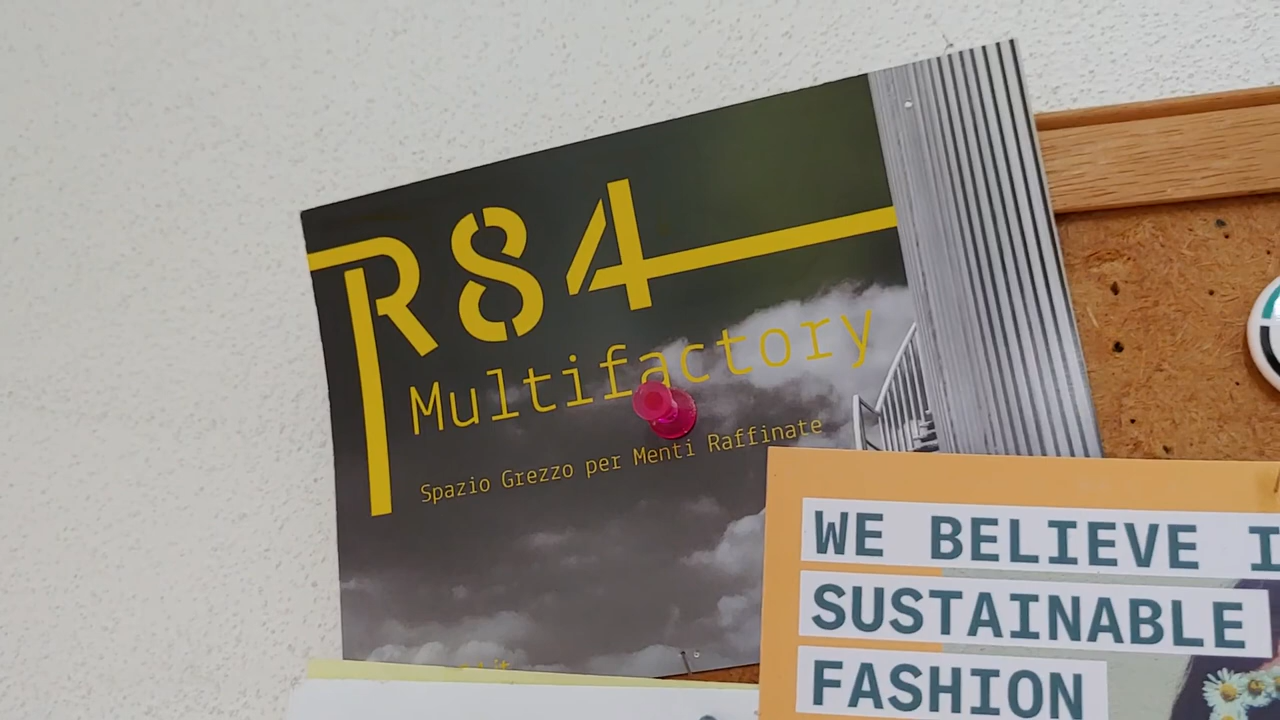 R84
Multifactory
Spazio Grezzo per Menti Raffinate
WE BELIEVE
SUSTAINABLE
FASHION